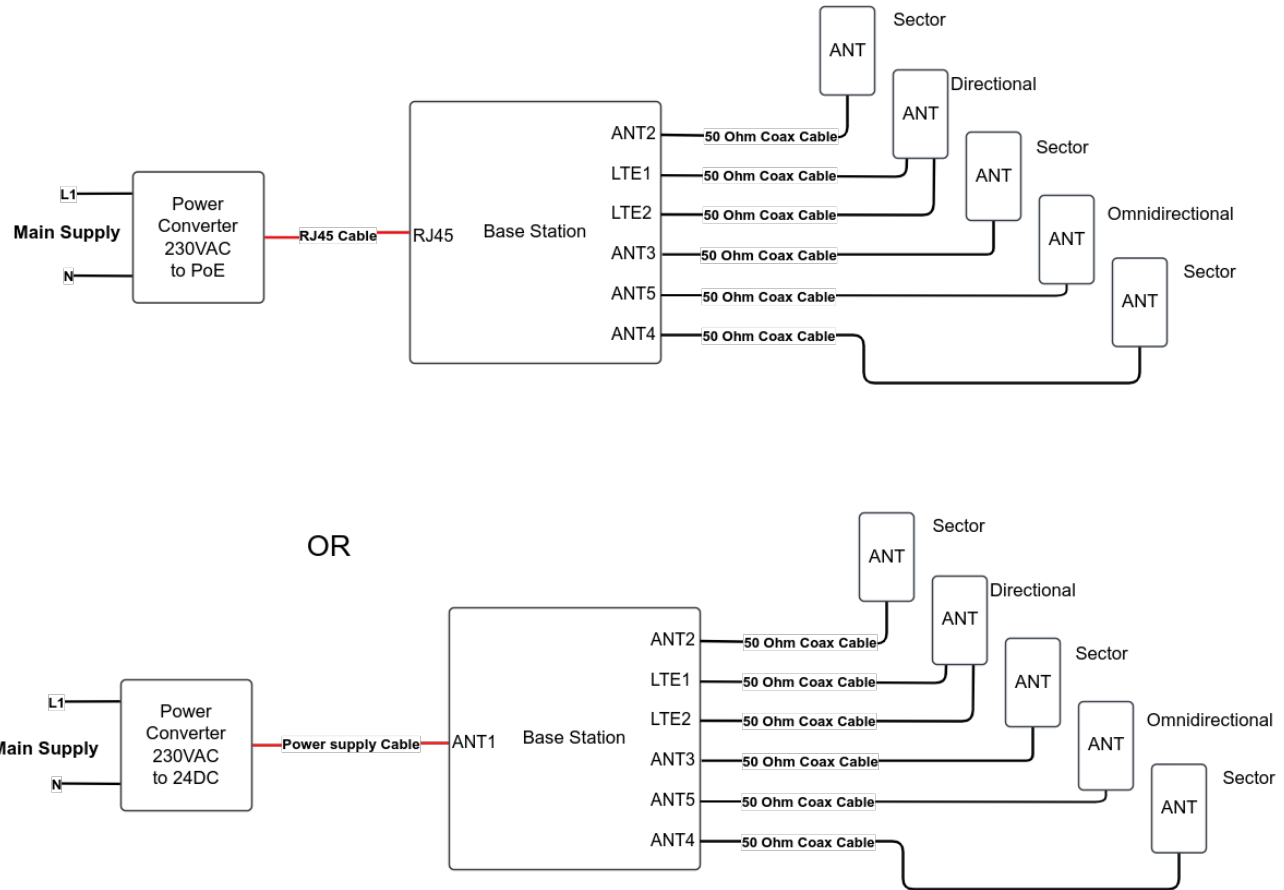 Sector
ANT
Directional
ANT
ANT2
50 Ohm Coax Cable
Sector
LTE1
50 Ohm Coax Cable
ANT
L1
Power
Converter
230VAC
to PoE
LTE2
50 Ohm Coax Cable
Omnidirectional
Main Supply
RJ45 Cable
RJ45
Base Station
ANT
ANT3
50 Ohm Coax Cable
Sector
N
ANT5
50 Ohm Coax Cable
ANT
ANT4
50 Ohm Coax Cable
OR
Sector
ANT
Directional
ANT
ANT2
50 Ohm Coax Cable
Sector
LTE1
50 Ohm Coax Cable
ANT
L1
Power
Converter
230VAC
to 24DC
LTE2
50 Ohm Coax Cable
Omnidirectional
Main Supply
Power supply Cable
ANT1
Base Station
ANT
ANT3
50 Ohm Coax Cable
Sector
N
ANT5
50 Ohm Coax Cable
ANT
ANT4
50 Ohm Coax Cable